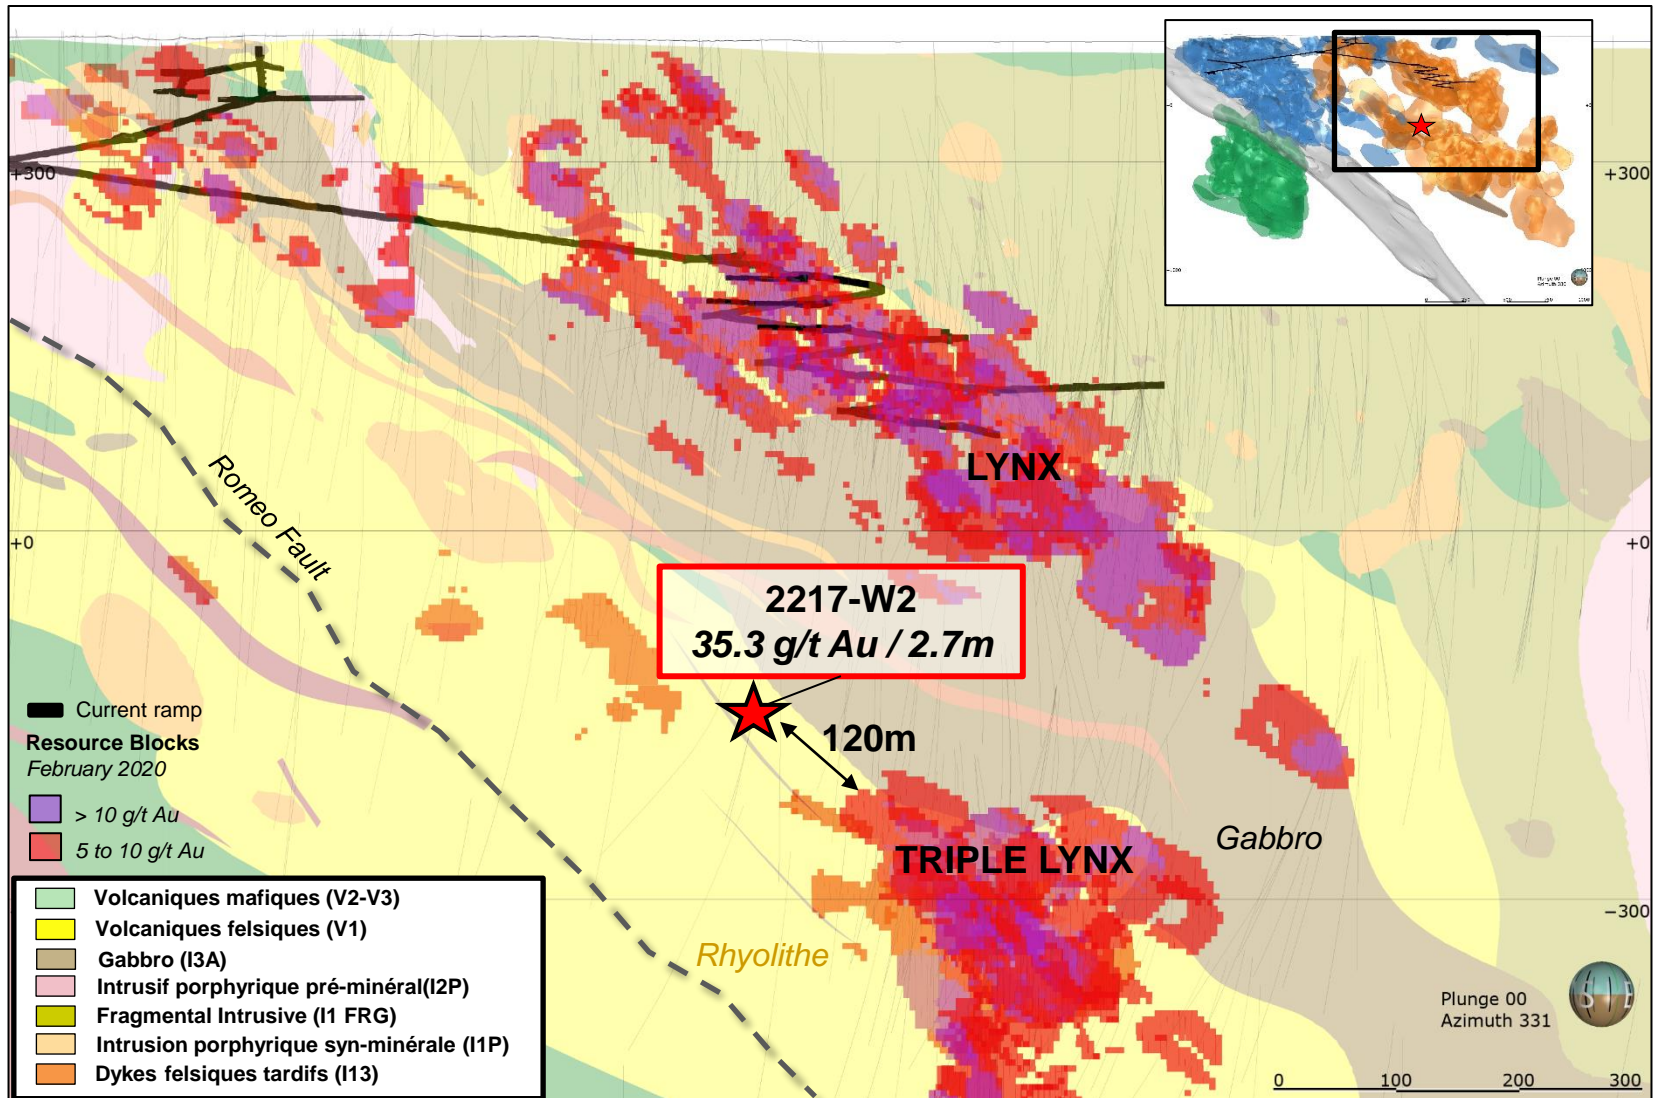 +300
+300
Plunge 00
LYNX
Romeo Fault
+0
+0
2217-W2
35.3 g/t Au / 2.7m
120m
Current ramp
Resource Blocks
February 2020
> 10 g/t Au
5 to 10 g/t Au
TRIPLE LYNX
Gabbro
Rhyolithe
-300
Volcaniques mafiques (V2-V3)
Volcaniques felsiques (V1)
Gabbro (I3A)
Intrusif porphyrique pré-minéral(I2P)
Fragmental Intrusive (I1 FRG)
Intrusion porphyrique syn-minérale (I1P)
Dykes felsiques tardifs (I13)
Plunge 00
Azimuth 331
S E
0 100 200 300